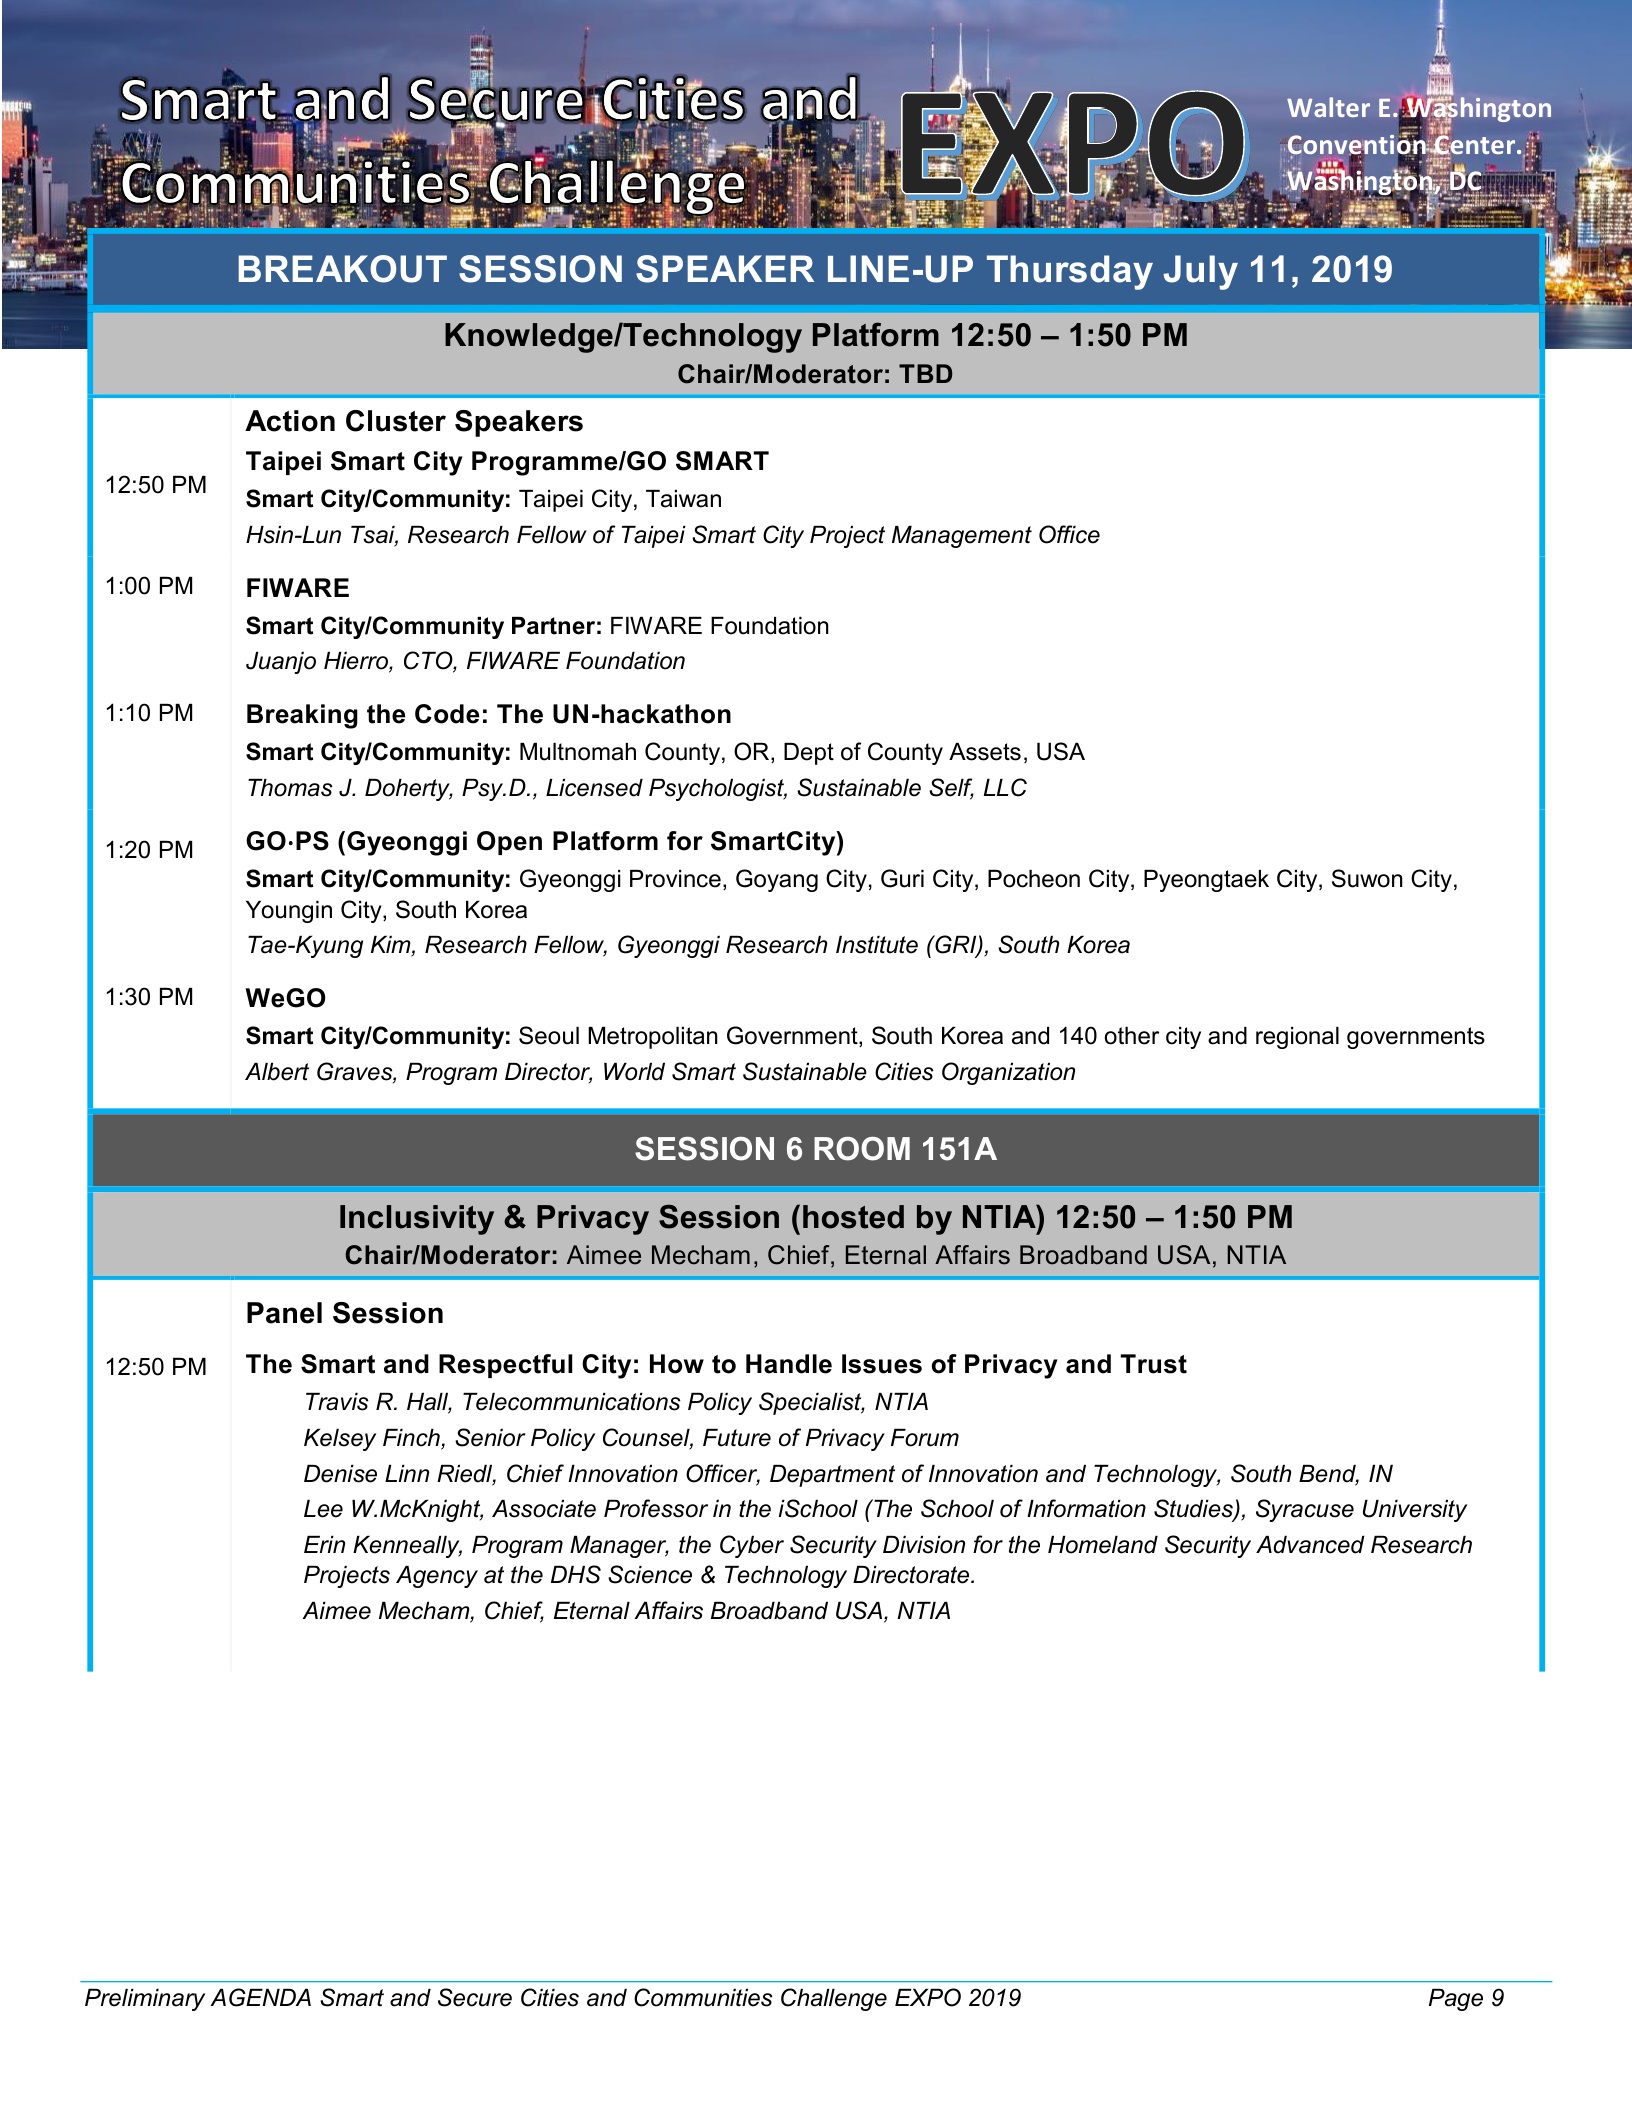 Smart and Secure Cities and
Communities Challenge
EXPO
Walter E. Washington
Convention Center.
Washington, DC
BREAKOUT SESSION SPEAKER LINE-UP Thursday July 11, 2019
Knowledge/Technology Platform 12:50 – 1:50 PM
Chair/Moderator: TBD
Action Cluster Speakers
12:50 PM
Taipei Smart City Programme/GO SMART
Smart City/Community: Taipei City, Taiwan
Hsin-Lun Tsai, Research Fellow of Taipei Smart City Project Management Office
1:00 PM
FIWARE
Smart City/Community Partner: FIWARE Foundation
Juanjo Hierro, CTO, FIWARE Foundation
1:10 PM
Breaking the Code: The UN-hackathon
Smart City/Community: Multnomah County, OR, Dept of County Assets, USA
Thomas J. Doherty, Psy.D., Licensed Psychologist, Sustainable Self, LLC
1:20 PM
GO·PS (Gyeonggi Open Platform for SmartCity)
Smart City/Community: Gyeonggi Province, Goyang City, Guri City, Pocheon City, Pyeongtaek City, Suwon City,
Youngin City, South Korea
Tae-Kyung Kim, Research Fellow, Gyeonggi Research Institute (GRI), South Korea
1:30 PM
WeGO
Smart City/Community: Seoul Metropolitan Government, South Korea and 140 other city and regional governments
Albert Graves, Program Director, World Smart Sustainable Cities Organization
SESSION 6 ROOM 151A
Inclusivity & Privacy Session (hosted by NTIA) 12:50 – 1:50 PM
Chair/Moderator: Aimee Mecham, Chief, Eternal Affairs Broadband USA, NTIA
Panel Session
12:50 PM
The Smart and Respectful City: How to Handle Issues of Privacy and Trust
Travis R. Hall, Telecommunications Policy Specialist, NTIA
Kelsey Finch, Senior Policy Counsel, Future of Privacy Forum
Denise Linn Riedl, Chief Innovation Officer, Department of Innovation and Technology, South Bend, IN
Lee W.McKnight, Associate Professor in the iSchool (The School of Information Studies), Syracuse University
Erin Kenneally, Program Manager, the Cyber Security Division for the Homeland Security Advanced Research
Projects Agency at the DHS Science & Technology Directorate.
Aimee Mecham, Chief, Eternal Affairs Broadband USA, NTIA
Preliminary AGENDA Smart and Secure Cities and Communities Challenge EXPO 2019
Page 9